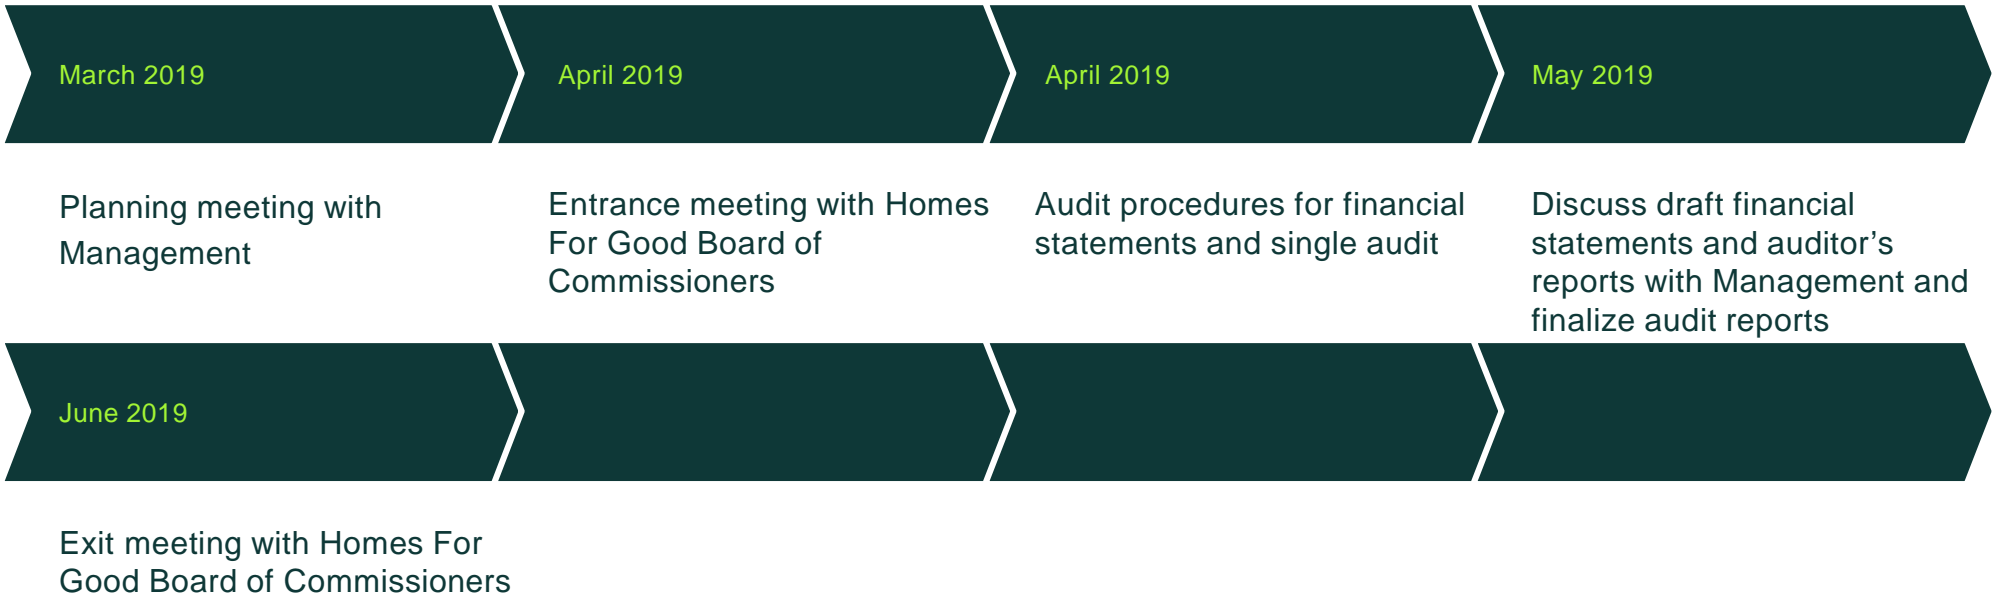 March 2019
April 2019
April 2019
May 2019
Planning meeting with
Management
Entrance meeting with Homes
For Good Board of
Commissioners
Audit procedures for financial
statements and single audit
Discuss draft financial
statements and auditor’s
reports with Management and
finalize audit reports
June 2019
Exit meeting with Homes For
Good Board of Commissioners